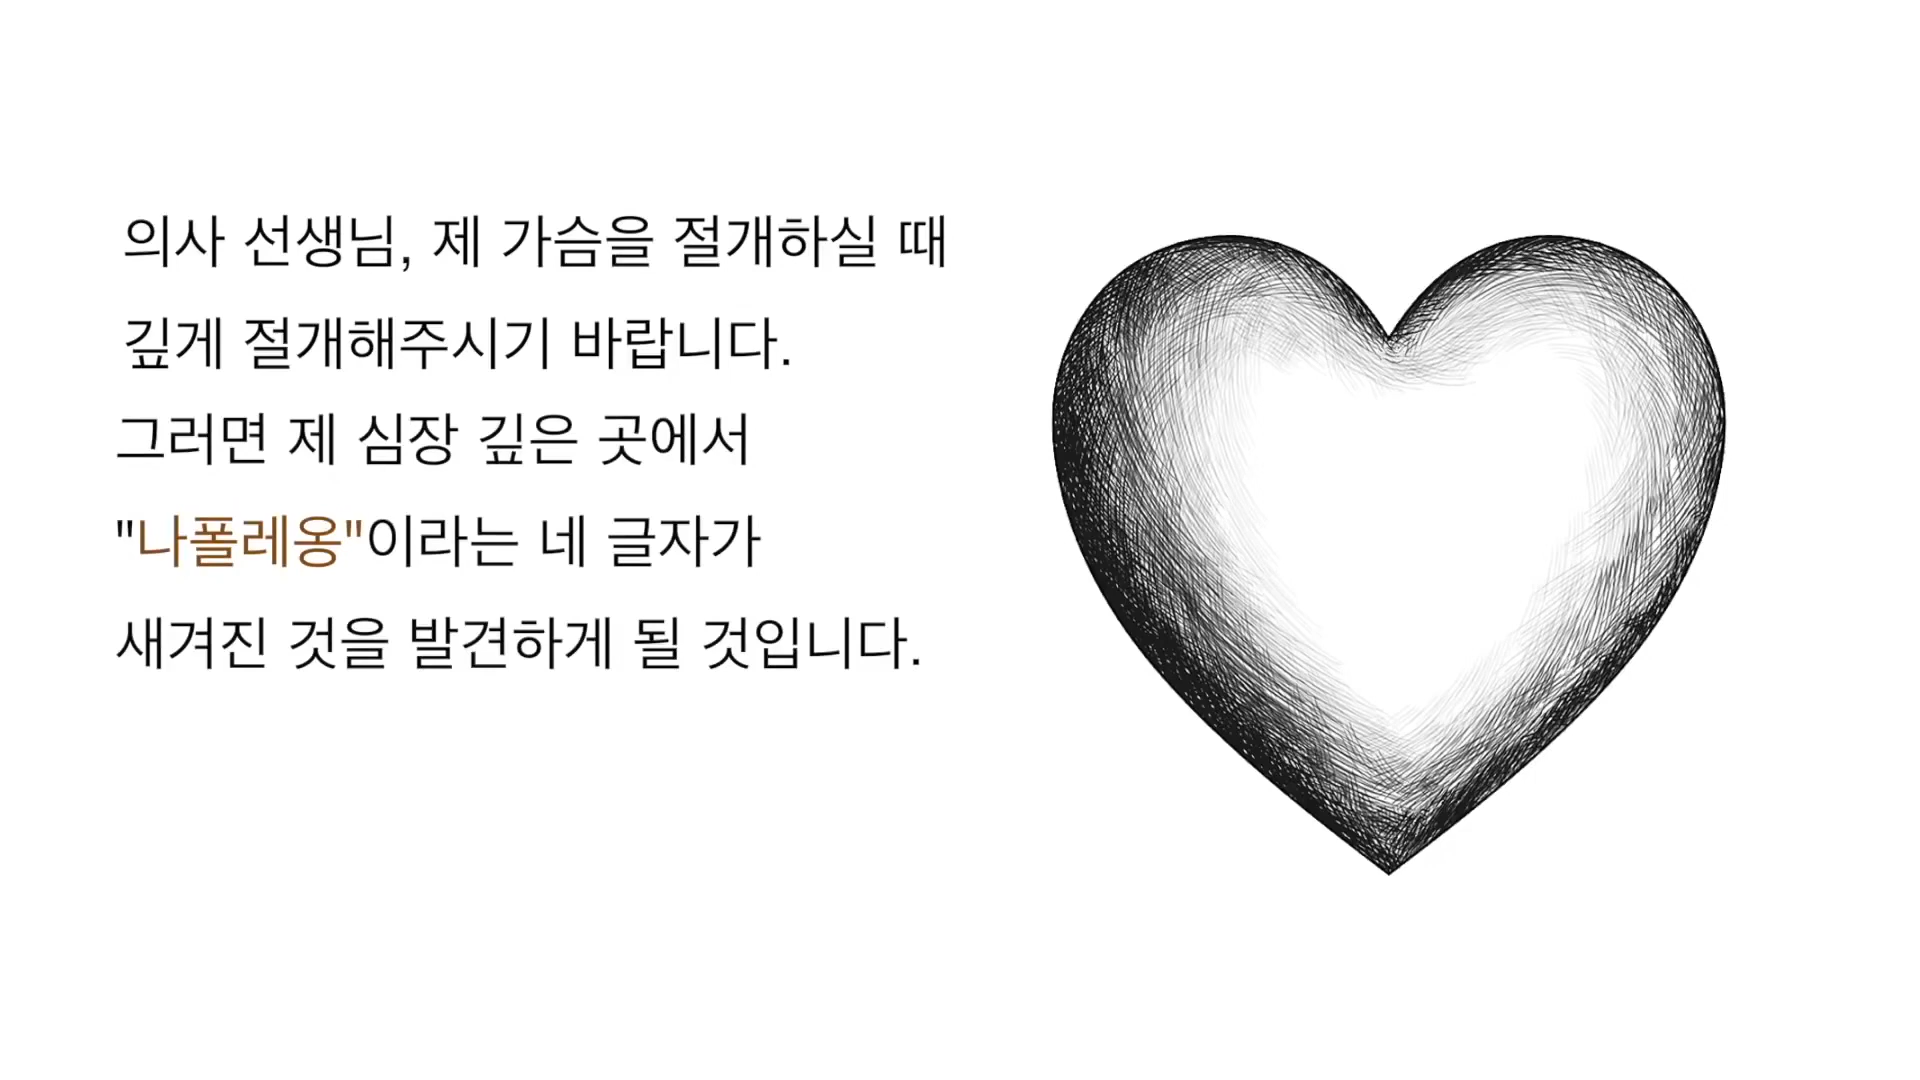 의사 선생님, 제 가슴을 절개하실 때
깊게 절개해주시기 바랍니다.
그러면 제 심장 깊은 곳에서
"나폴레옹"이라는 네 글자가
새겨진 것을 발견하게 될 것입니다.